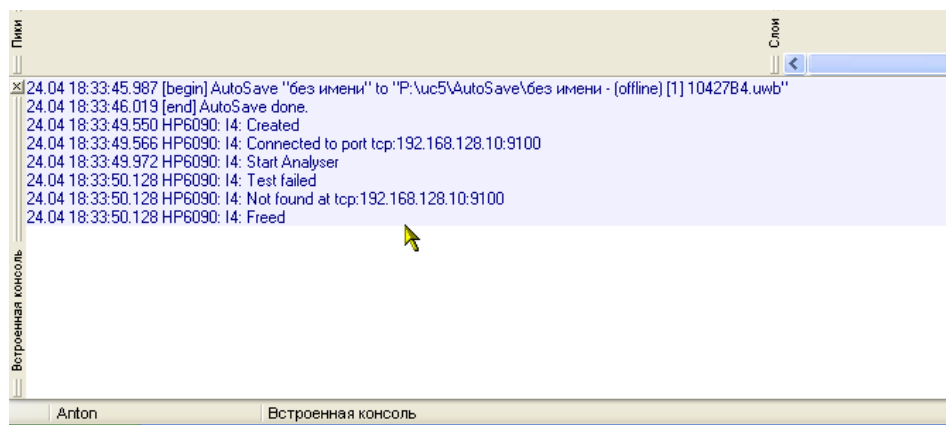 Пики
Слои
24.04 18:33:45.987 [begin] AutoSave "без имени" to "P:\uc5\AutoSave\без имени - (offline) [1] 10427B4.uwb"
24.04 18:33:46.019 [end] AutoSave done.
24.04 18:33:49.550 HP6090: I4: Created
24.04 18:33:49.566 HP6090: I4: Connected to port tcp:192.168.128.10:9100
24.04 18:33:49.972 HP6090: I4: Start Analyser
24.04 18:33:50.128 HP6090: I4: Test failed
24.04 18:33:50.128 HP6090: I4: Not found at tcp:192.168.128.10:9100
24.04 18:33:50.128 HP6090: I4: Freed
Встроенная консоль
Anton
Встроенная консоль